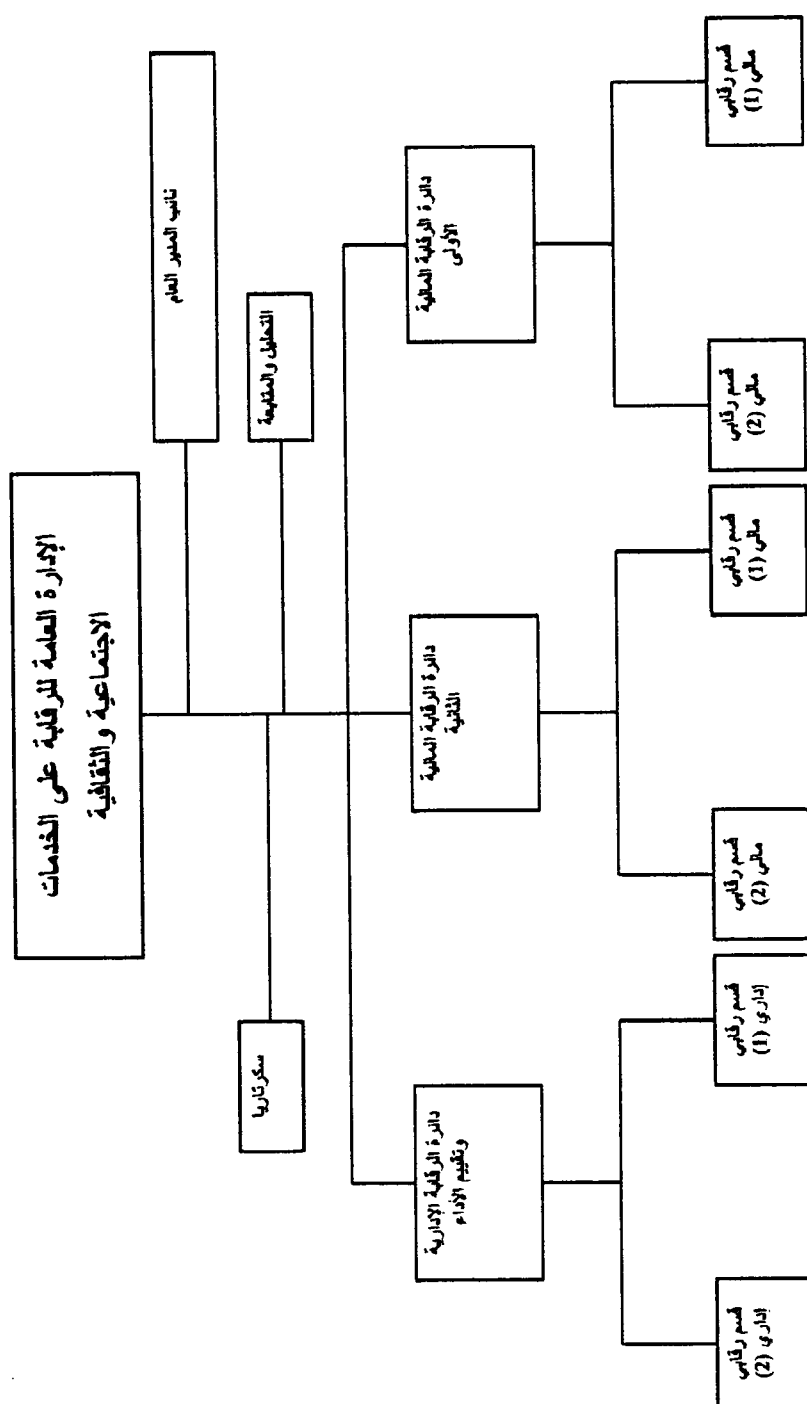 الإدارة العامة للرقابة على الخدمات
الاجتماعية والثقافية
نائب المدير العام
التحليل والمتابعة
سكرتاريا
دائرة الرقابة المالية
الأولى
دائرة الرقابة المالية
الثانية
دائرة الرقابة الإدارية
وتقييم الأداء
قسم رقابي
مالي (1)
قسم رقابي
مالي (2)
قسم رقابي
مالي (1)
قسم رقابي
مالي (2)
قسم رقابي
إداري (1)
قسم رقابي
إداري (2)